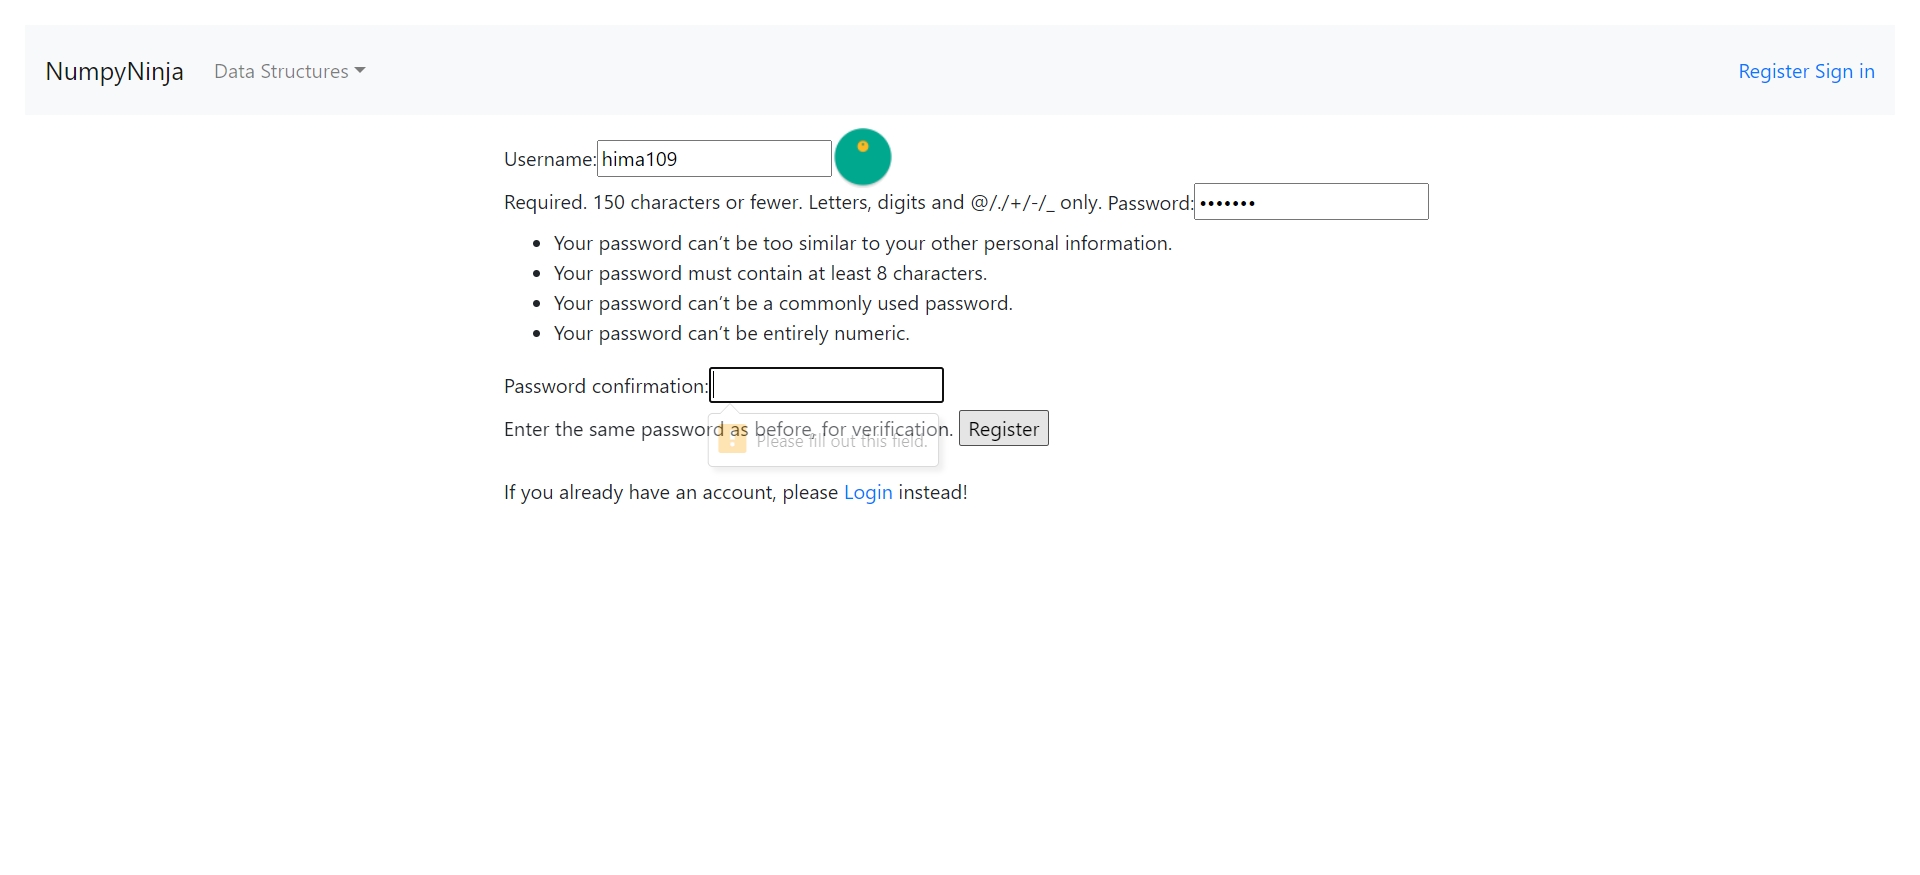 NumpyNinja Data Structures Register Sign in
Username: hima109
Required. 150 characters or fewer. Letters, digits and @/./+/-/_ only. Password: •••••••
• Your password can’t be too similar to your other personal information.
• Your password must contain at least 8 characters.
• Your password can’t be a commonly used password.
• Your password can’t be entirely numeric.
Password confirmation:
Enter the same password as before, for verification. Register
! Please fill out this field.
If you already have an account, please Login instead!